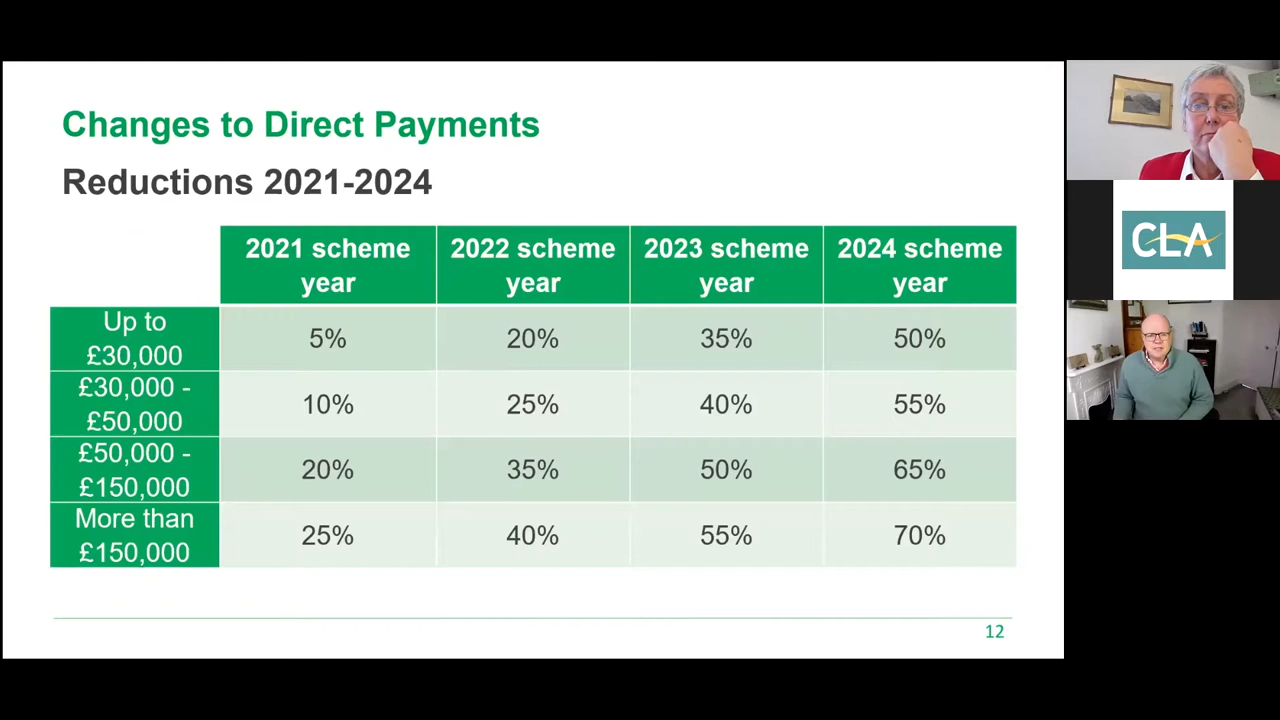 Changes to Direct Payments
Reductions 2021-2024
2021 scheme year
2022 scheme year
2023 scheme year
2024 scheme year
Up to £30,000
5%
20%
35%
50%
£30,000 - £50,000
10%
25%
40%
55%
£50,000 - £150,000
20%
35%
50%
65%
More than £150,000
25%
40%
55%
70%
12
CLA